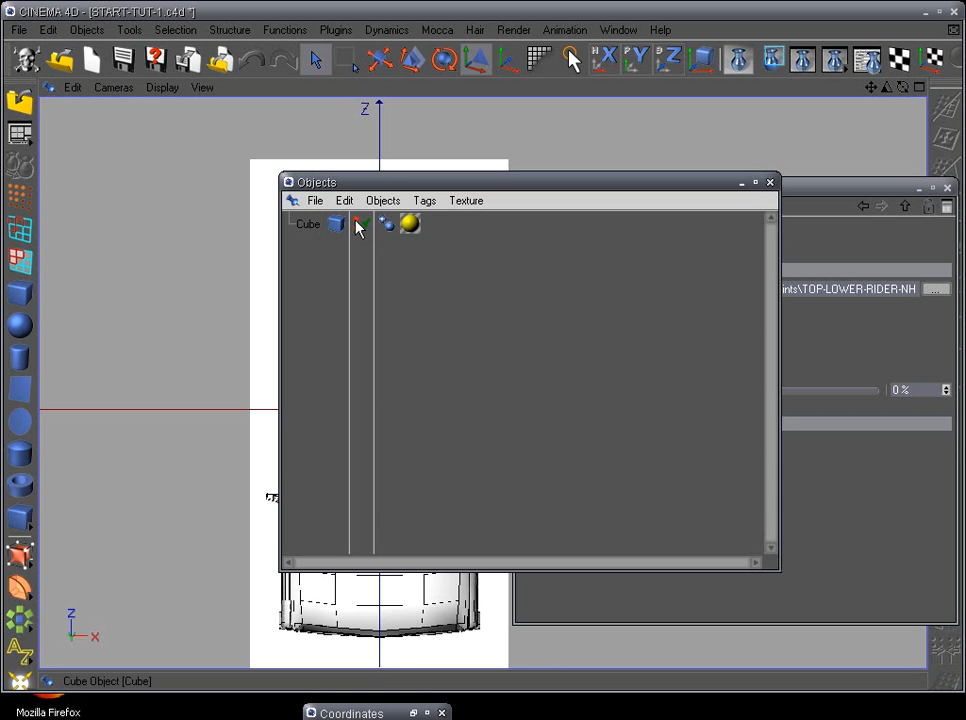 CINEMA 4D - [START-TUT-1.c4d *]
File Edit Objects Tools Selection Structure Functions Plugins Dynamics Mocca Hair Render Animation Window Help
X Y Z
Edit Cameras Display View
Z
Objects
File Edit Objects Tags Texture
Cube
ints\TOP-LOWER-RIDER-NH ...
0 %
Z
X
Cube Object [Cube]
Mozilla Firefox
Coordinates